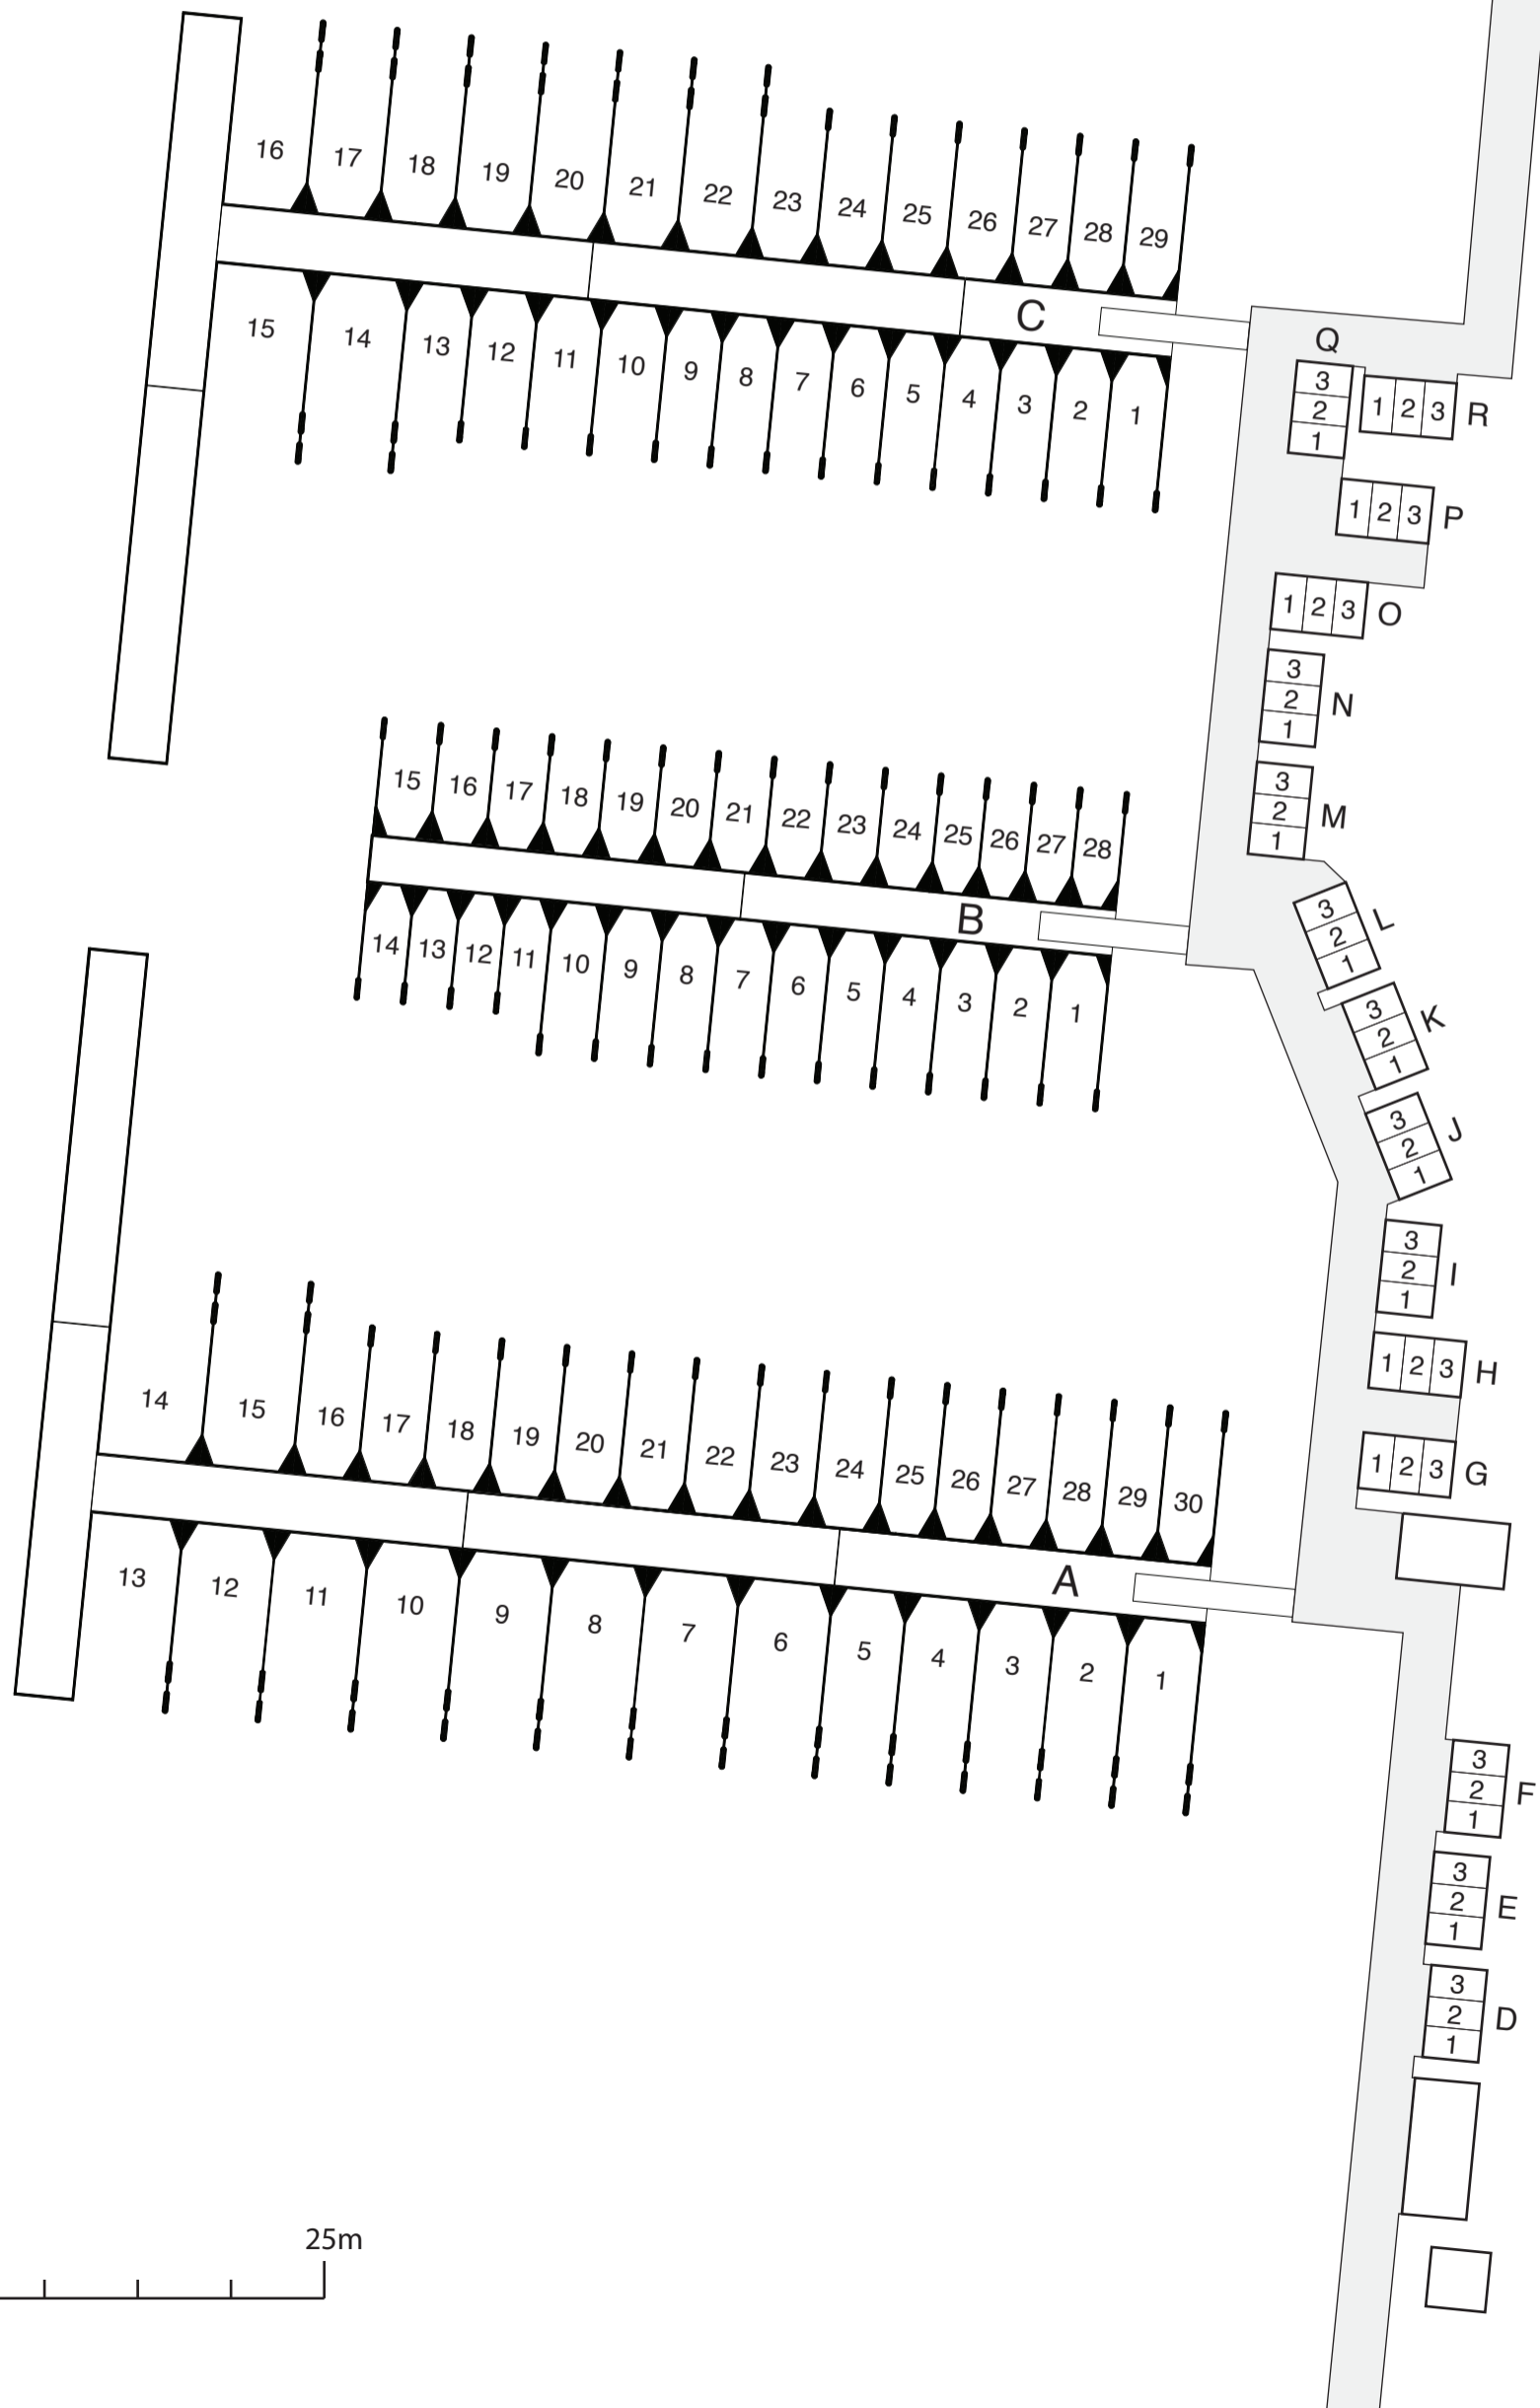 16 17 18 19 20 21 22 23 24 25 26 27 28 29
C
15 14 13 12 11 10 9 8 7 6 5 4 3 2 1
Q
3
2
1
1 2 3 R
1 2 3 P
1 2 3 O
3
2 N
1
3
2 M
1
15 16 17 18 19 20 21 22 23 24 25 26 27 28
B
14 13 12 11 10 9 8 7 6 5 4 3 2 1
3 L
2
1
3 K
2
1
3 J
2
1
3
2 I
1
1 2 3 H
1 2 3 G
14 15 16 17 18 19 20 21 22 23 24 25 26 27 28 29 30
A
13 12 11 10 9 8 7 6 5 4 3 2 1
3
2 F
1
3
2 E
1
3
2 D
1
25m